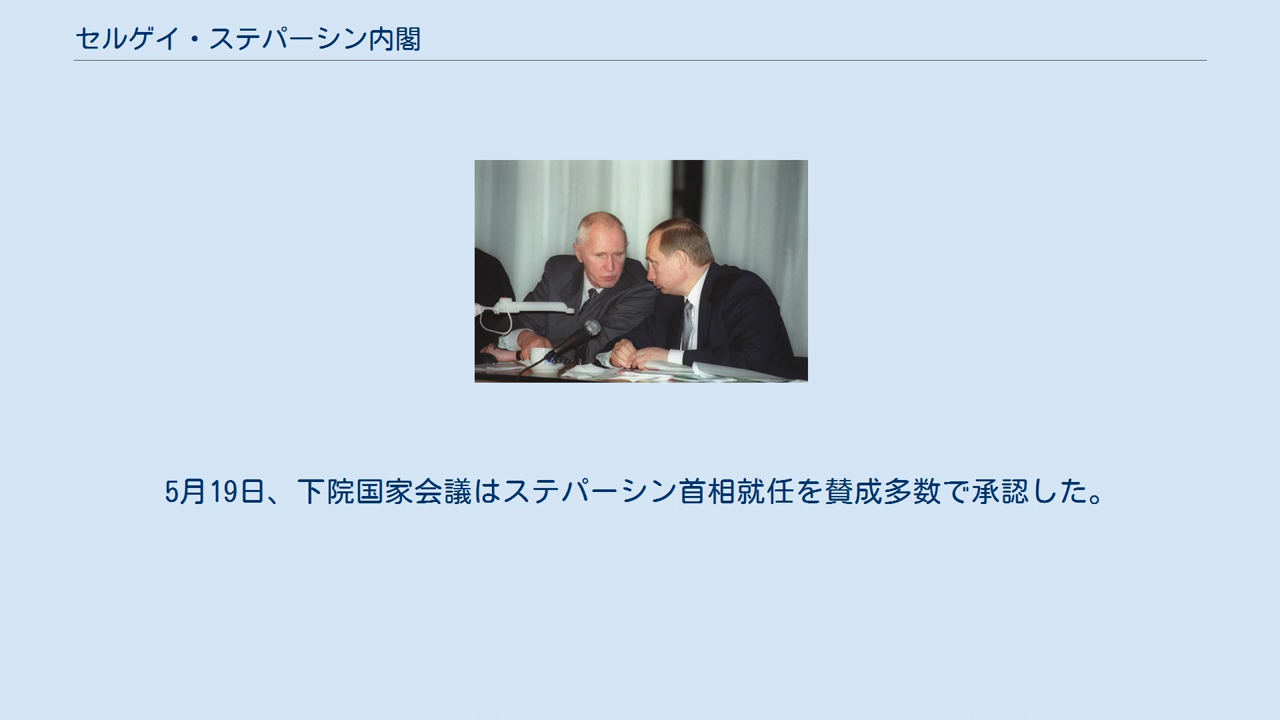 セルゲイ・ステパーシン内閣
5月19日、下院国家会議はステパーシン首相就任を賛成多数で承認した。